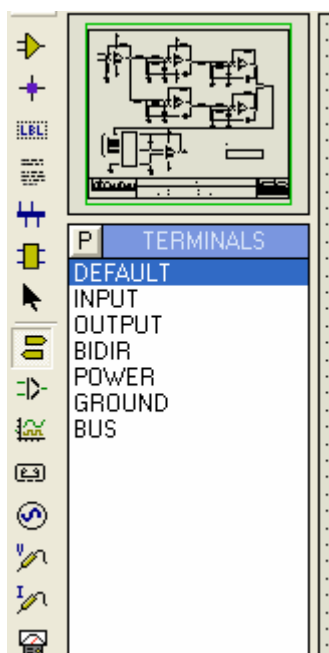 LBL
P TERMINALS
DEFAULT
INPUT
OUTPUT
BIDIR
POWER
GROUND
BUS
V
I